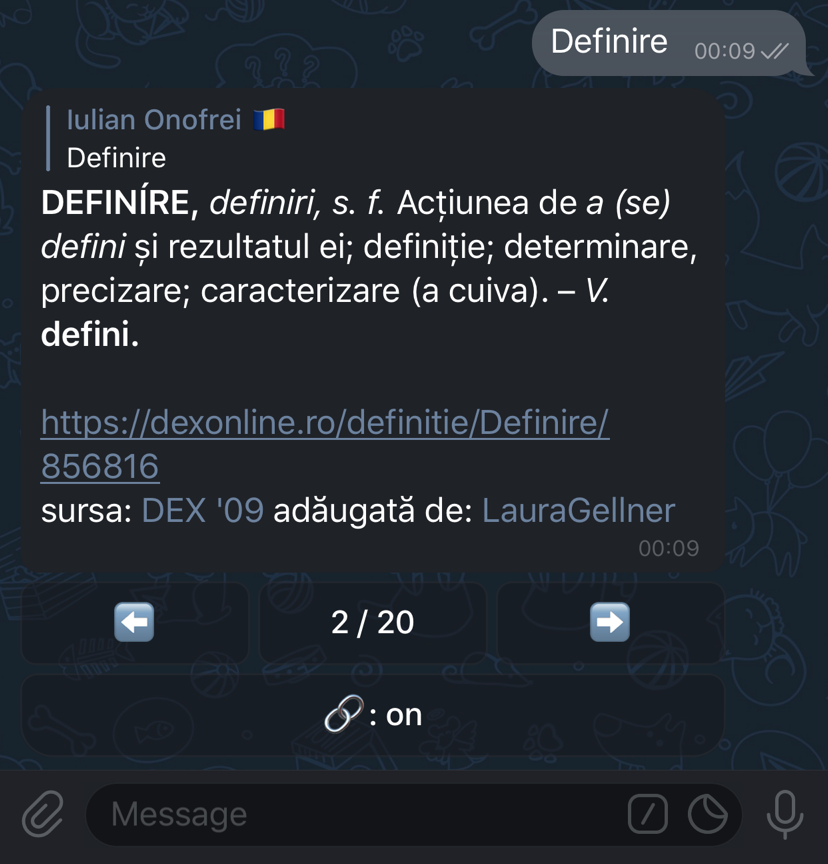 Definire 00:09
Iulian Onofrei 🇷🇴
Definire
DEFINÍRE, definiri, s. f. Acțiunea de a (se)
defini și rezultatul ei; definiție; determinare,
precizare; caracterizare (a cuiva). – V.
defini.
https://dexonline.ro/definitie/Definire/
856816
sursa: DEX '09 adăugată de: LauraGellner
00:09
2 / 20
🔗: on
Message